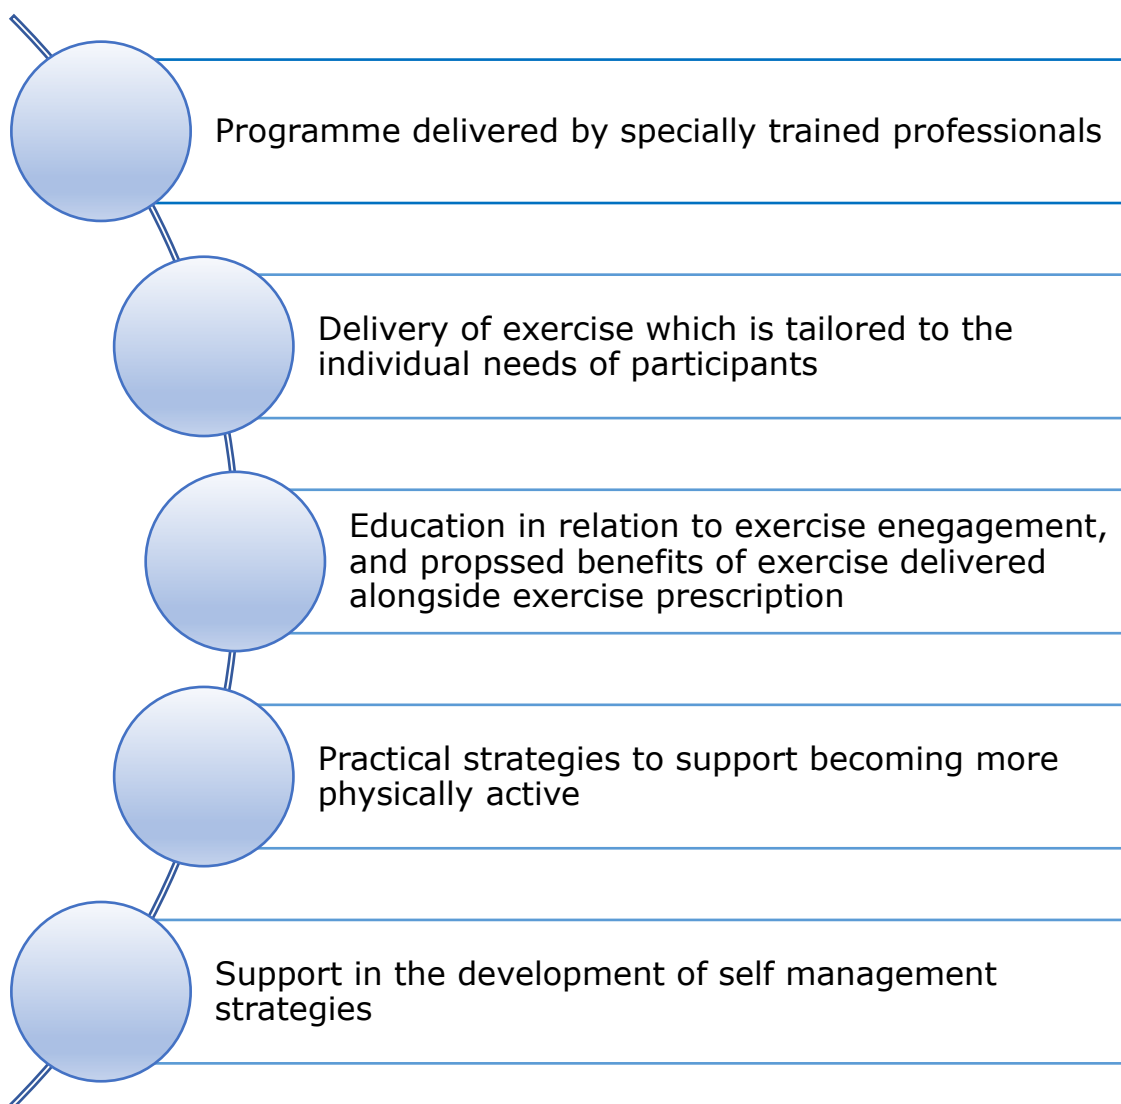 Programme delivered by specially trained professionals
Delivery of exercise which is tailored to the
individual needs of participants
Education in relation to exercise enegagement,
and propssed benefits of exercise delivered
alongside exercise prescription
Practical strategies to support becoming more
physically active
Support in the development of self management
strategies